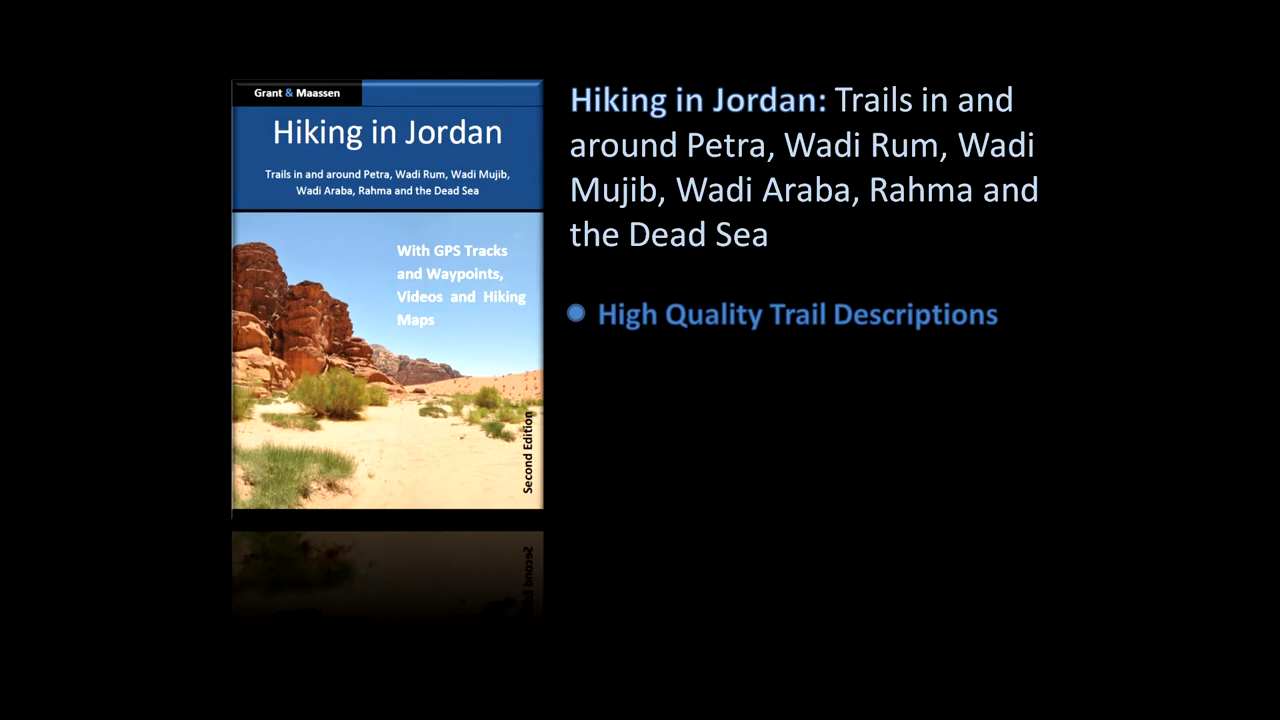 Grant & Maassen
Hiking in Jordan
Trails in and around Petra, Wadi Rum, Wadi Mujib,
Wadi Araba, Rahma and the Dead Sea
With GPS Tracks
and Waypoints,
Videos and Hiking
Maps
Second Edition
Hiking in Jordan: Trails in and
around Petra, Wadi Rum, Wadi
Mujib, Wadi Araba, Rahma and
the Dead Sea
High Quality Trail Descriptions